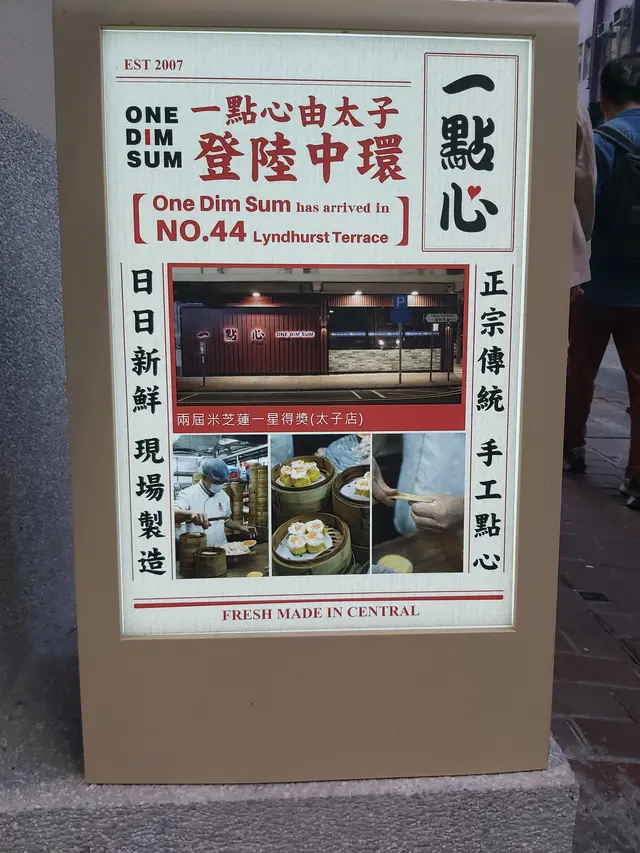 EST 2007
ONE
DIM
SUM
一點心由太子
登陸中環
一點心
【One Dim Sum has arrived in
NO.44 Lyndhurst Terrace】
日日新鮮 現場製造
一點心 ONE DIM SUM
P
兩屆米芝蓮一星得獎(太子店)
正宗傳統 手工點心
FRESH MADE IN CENTRAL